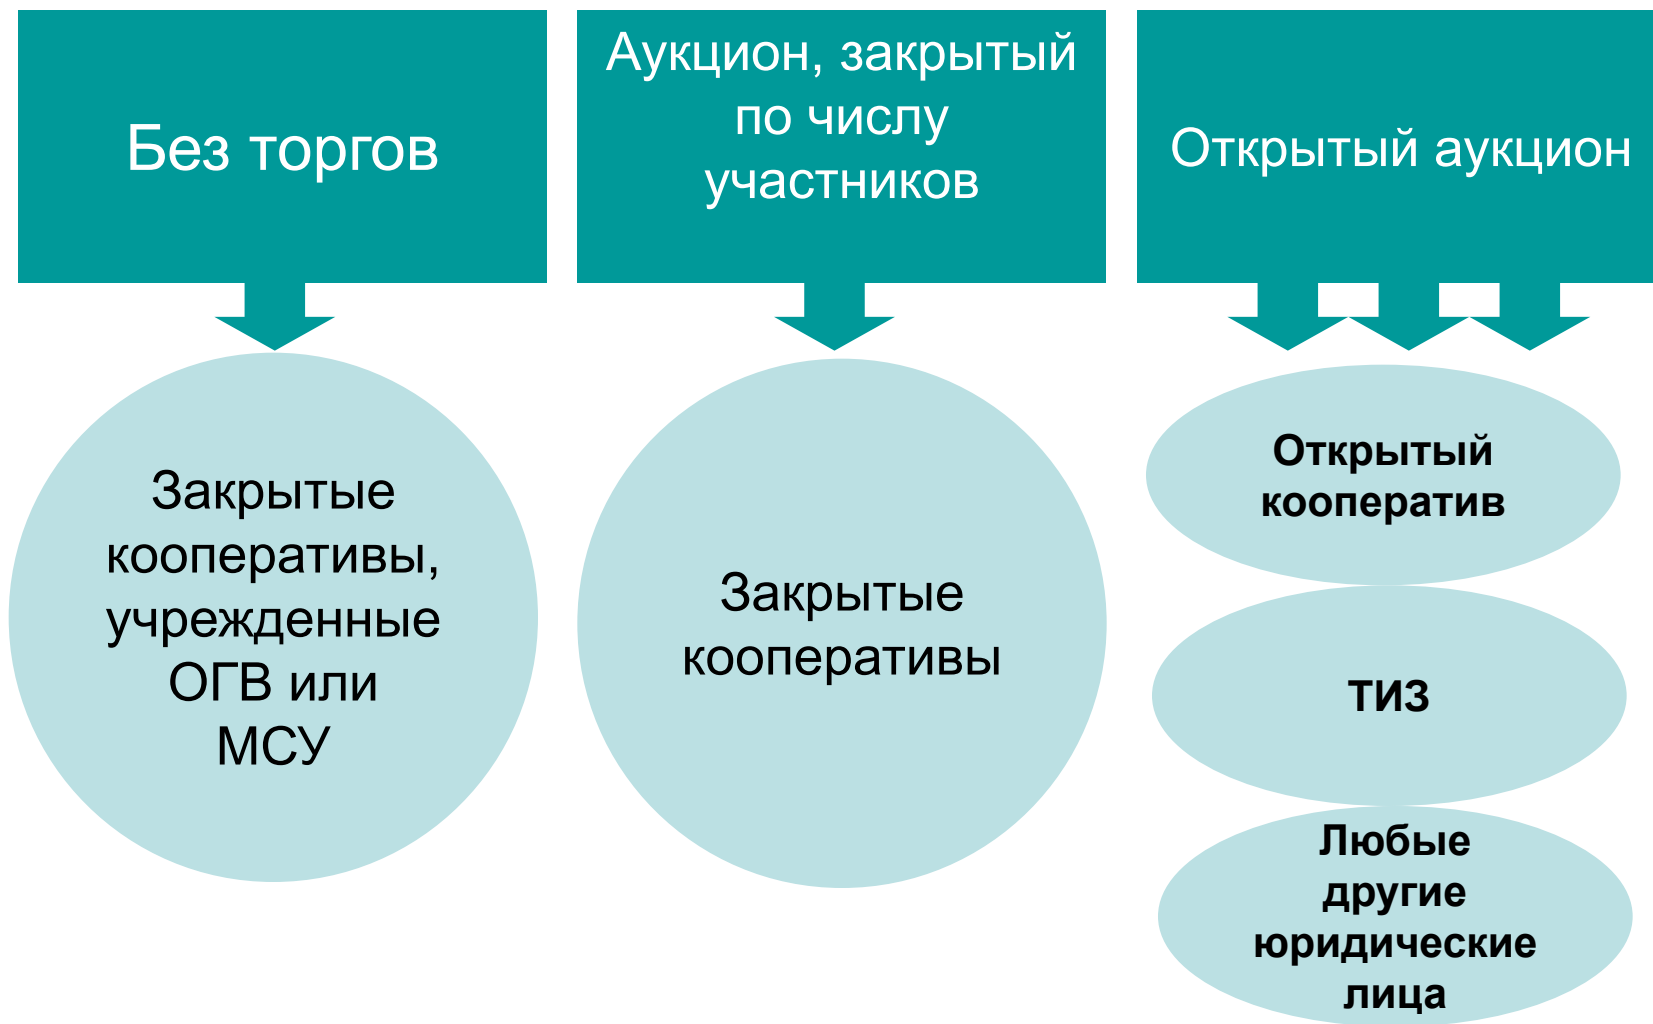 Без торгов
Аукцион, закрытый
по числу
участников
Открытый аукцион
Закрытые
кооперативы,
учрежденные
ОГВ или
МСУ
Закрытые
кооперативы
Открытый
кооператив
ТИЗ
Любые
другие
юридические
лица